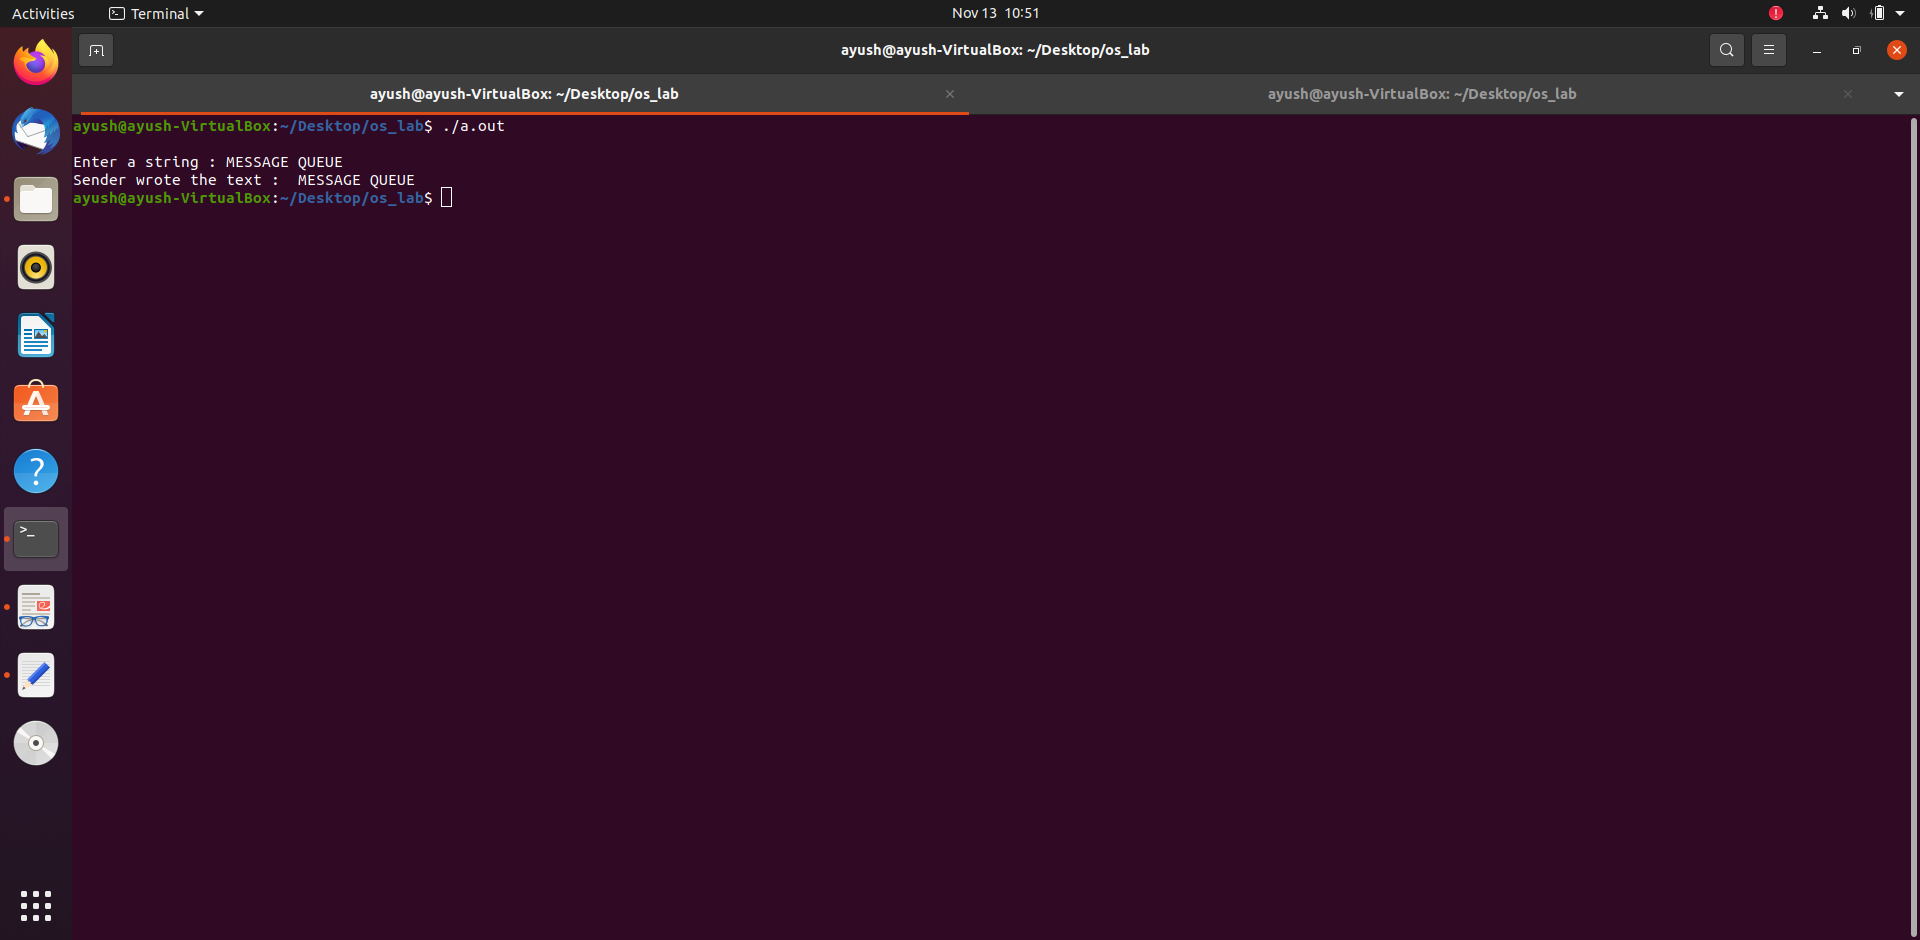 Activities Terminal Nov 13 10:51
ayush@ayush-VirtualBox: ~/Desktop/os_lab
ayush@ayush-VirtualBox: ~/Desktop/os_lab ayush@ayush-VirtualBox: ~/Desktop/os_lab
ayush@ayush-VirtualBox:~/Desktop/os_lab$ ./a.out
Enter a string : MESSAGE QUEUE
Sender wrote the text :  MESSAGE QUEUE
ayush@ayush-VirtualBox:~/Desktop/os_lab$